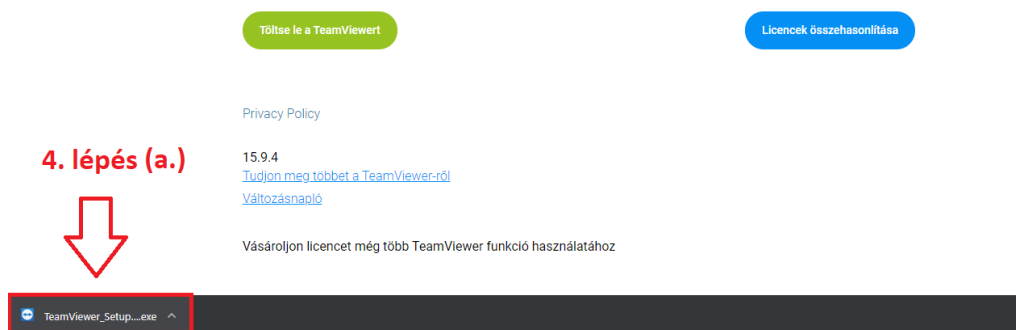 Töltse le a TeamViewert
Licencek összehasonlítása
Privacy Policy
4. lépés (a.)
15.9.4
Tudjon meg többet a TeamViewer-ről
Változásnapló
Vásároljon licencet még több TeamViewer funkció használatához
TeamViewer_Setup....exe